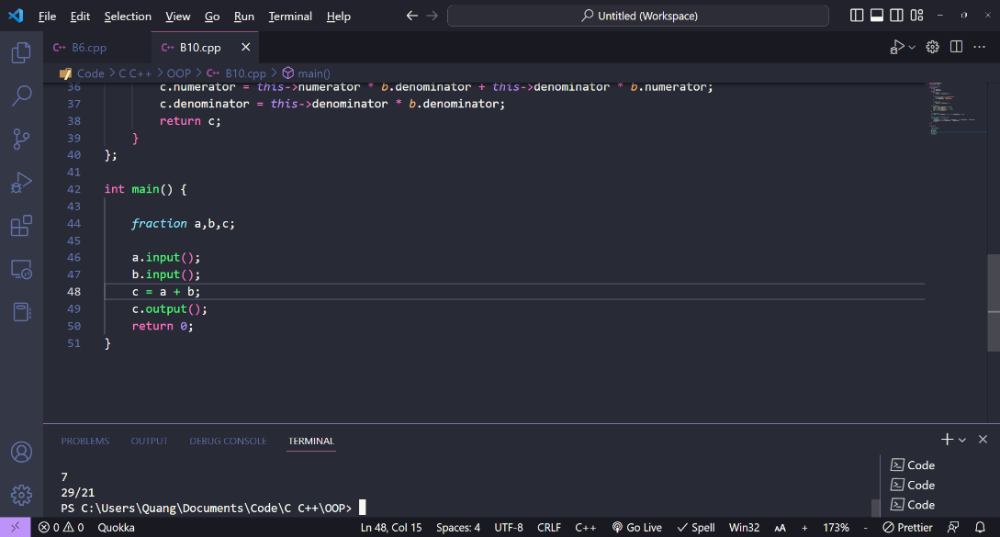 File Edit Selection View Go Run Terminal Help Untitled (Workspace)
B6.cpp B10.cpp
Code > C C++ > OOP > B10.cpp > main()
36 c.numerator = this->numerator * b.denominator + this->denominator * b.numerator;
37 c.denominator = this->denominator * b.denominator;
38 return c;
39 }
40 };
41
42 int main() {
43
44 fraction a,b,c;
45
46 a.input();
47 b.input();
48 c = a + b;
49 c.output();
50 return 0;
51 }
PROBLEMS OUTPUT DEBUG CONSOLE TERMINAL
7
29/21
PS C:\Users\Quang\Documents\Code\C C++\OOP>
Code
Code
Code
0 0 Quokka Ln 48, Col 15 Spaces: 4 UTF-8 CRLF C++ Go Live Spell Win32 AA + 173% - Prettier